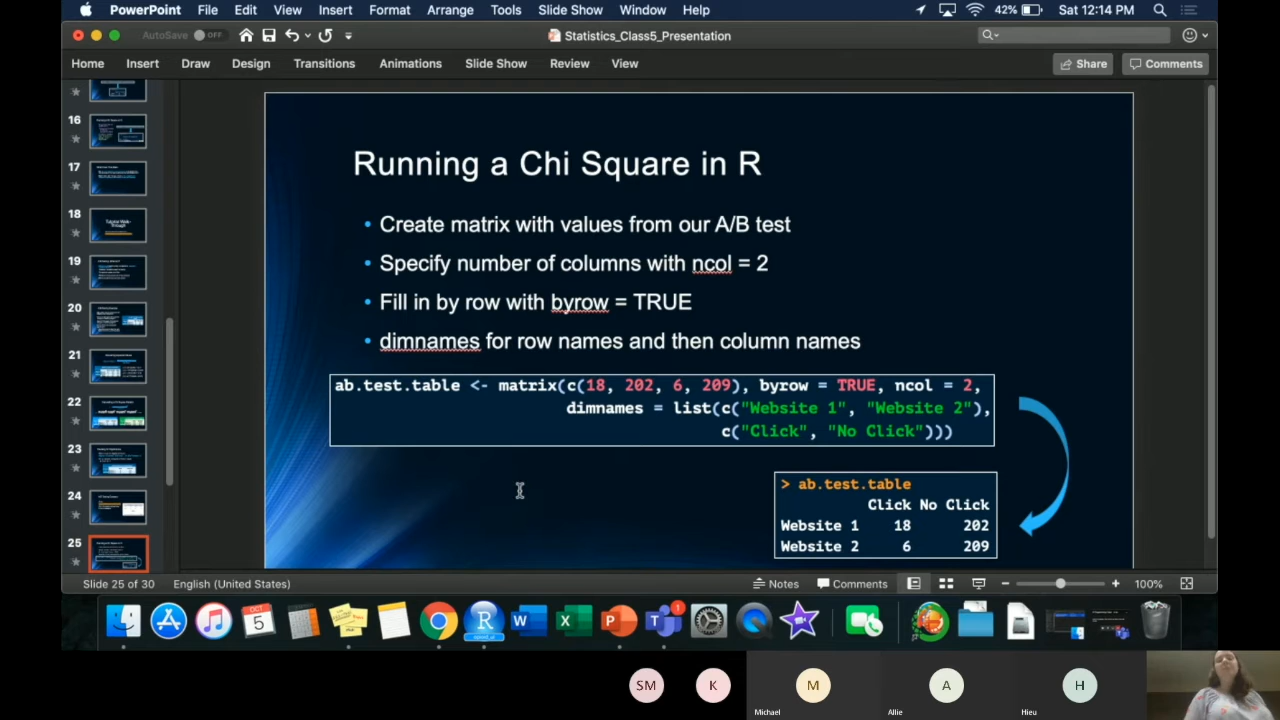 PowerPoint File Edit View Insert Format Arrange Tools Slide Show Window Help 42% Sat 12:14 PM
AutoSave OFF Statistics_Class5_Presentation
Home Insert Draw Design Transitions Animations Slide Show Review View Share Comments
16
17
18
19
20
21
22
23
24
25
Running a Chi Square in R
• Create matrix with values from our A/B test
• Specify number of columns with ncol = 2
• Fill in by row with byrow = TRUE
• dimnames for row names and then column names
ab.test.table <- matrix(c(18, 202, 6, 209), byrow = TRUE, ncol = 2,
dimnames = list(c("Website 1", "Website 2"),
c("Click", "No Click")))
> ab.test.table
Click No Click
Website 1 18 202
Website 2 6 209
Slide 25 of 30 English (United States) Notes Comments 100%
OCT
5
R
W
X
P
T
1
SM K M A H
Michael Allie Hieu